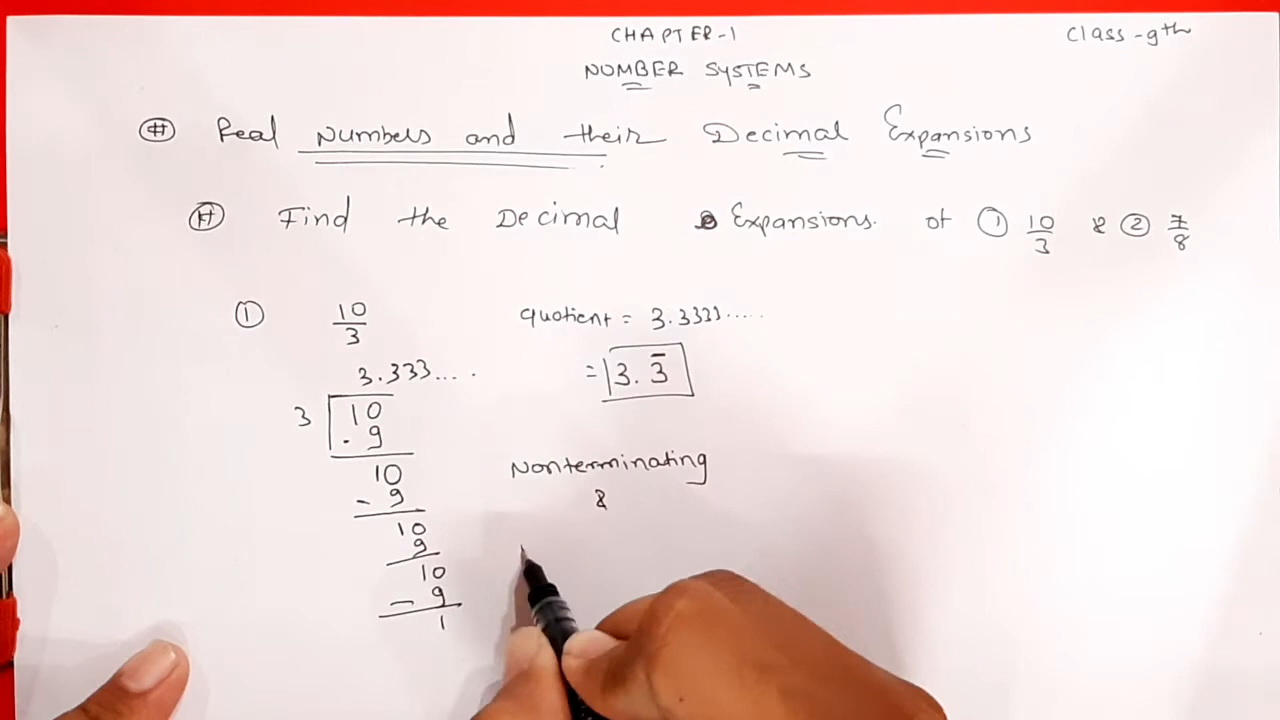 CHAPTER-1
Class-9th
NUMBER SYSTEMS
# Real Numbers and their Decimal Expansions
# Find the Decimal Expansions. of ① 10/3 & ② 7/8
① 10/3
quotient = 3.3333.....
= 3.3̅
3.333....
3 10
- 9
10
- 9
10
9
10
- 9
1
Nonterminating
&